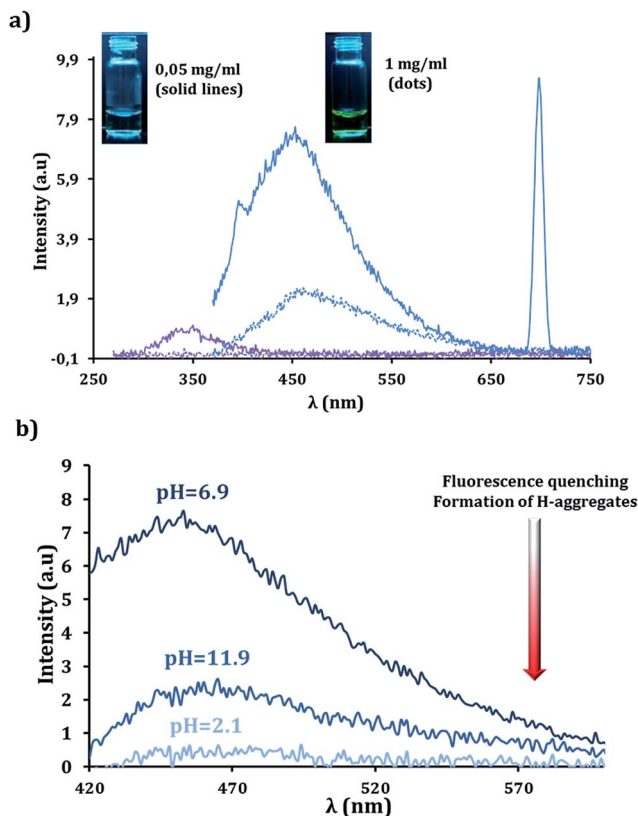 a)
0,05 mg/ml
(solid lines)
1 mg/ml
(dots)
9,9
7,9
5,9
3,9
1,9
-0,1
Intensity (a.u)
250 350 450 550 650 750
λ (nm)
b)
9
8
7
6
5
4
3
2
1
0
Intensity (a.u)
pH=6.9
pH=11.9
pH=2.1
Fluorescence quenching
Formation of H-aggregates
420 470 520 570
λ (nm)